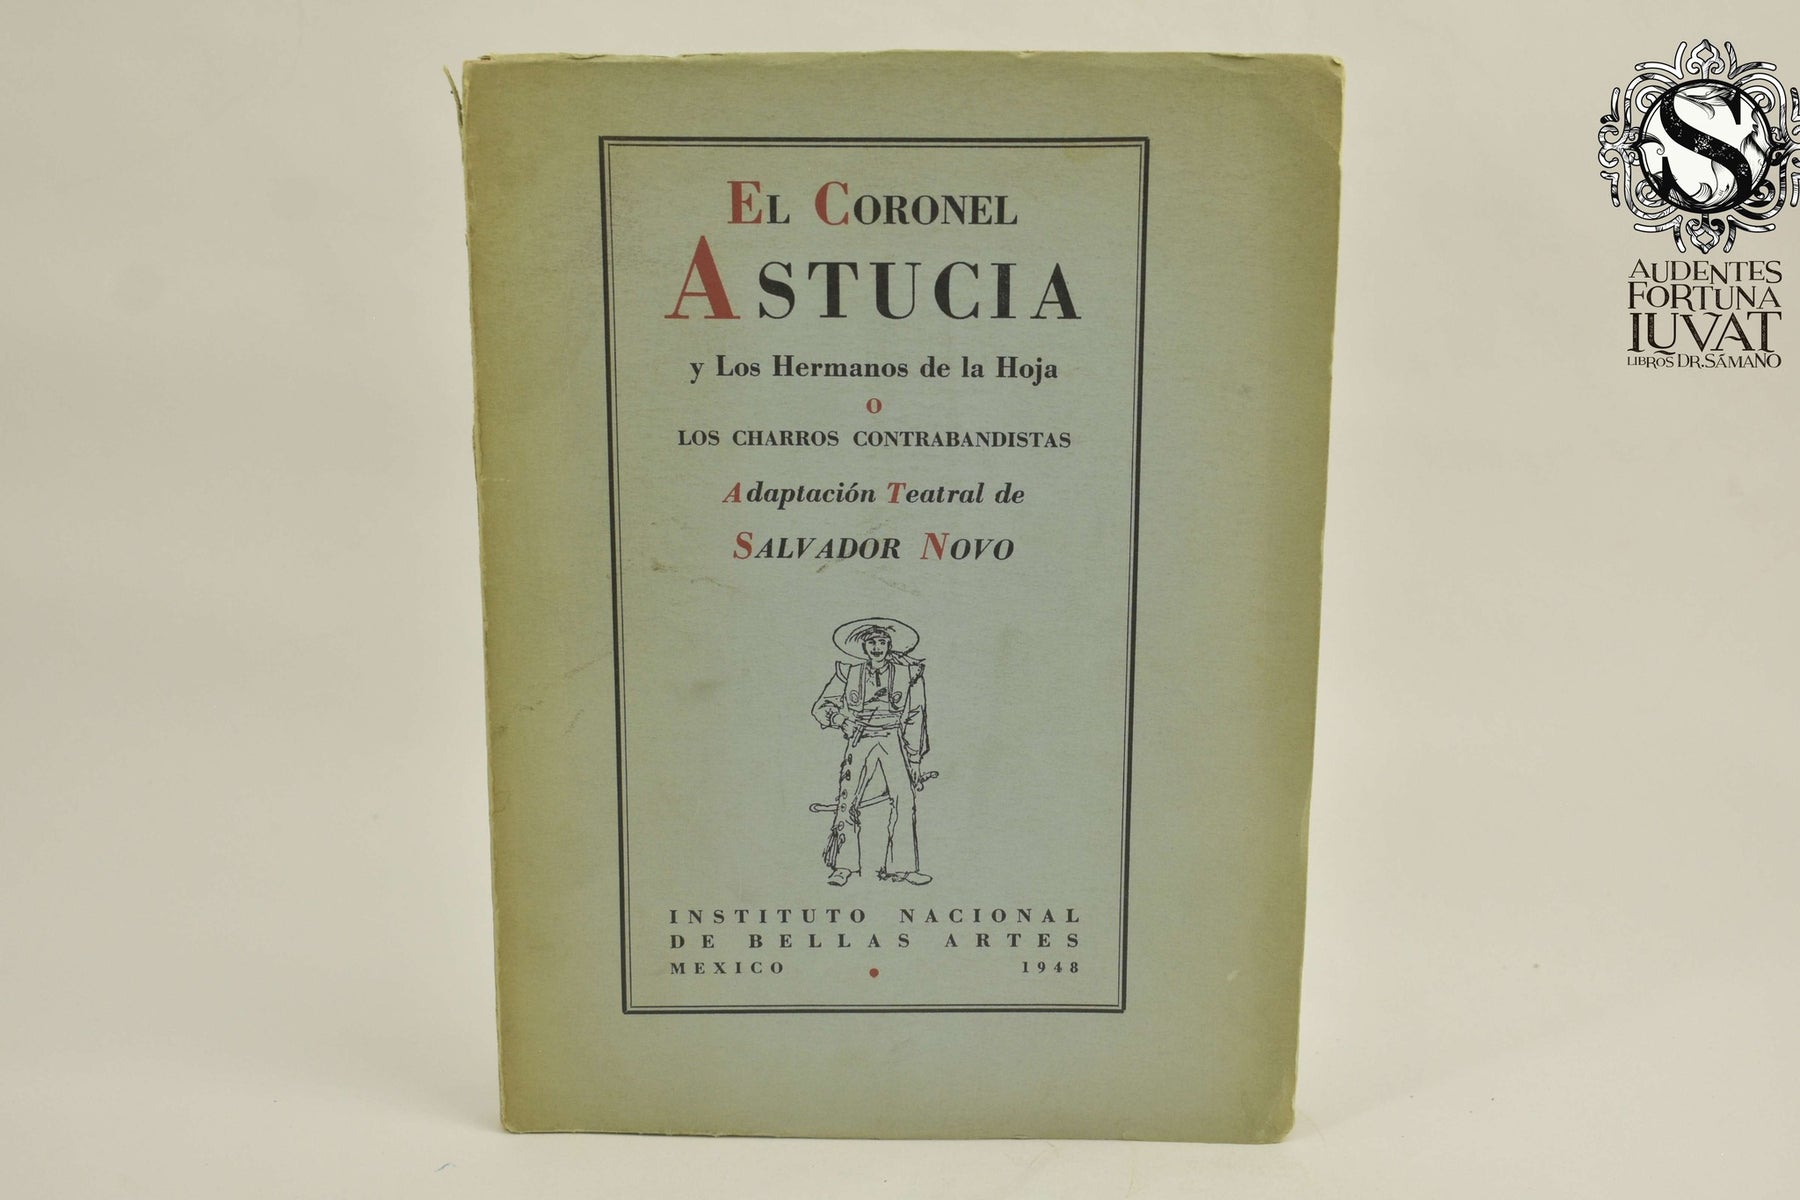 EL CORONEL
ASTUCIA
y Los Hermanos de la Hoja
O
LOS CHARROS CONTRABANDISTAS
Adaptación Teatral de
SALVADOR NOVO
INSTITUTO NACIONAL
DE BELLAS ARTES
MEXICO • 1948
S
AUDENTES
FORTUNA
IUVAT
LIBROS DR. SÁMANO